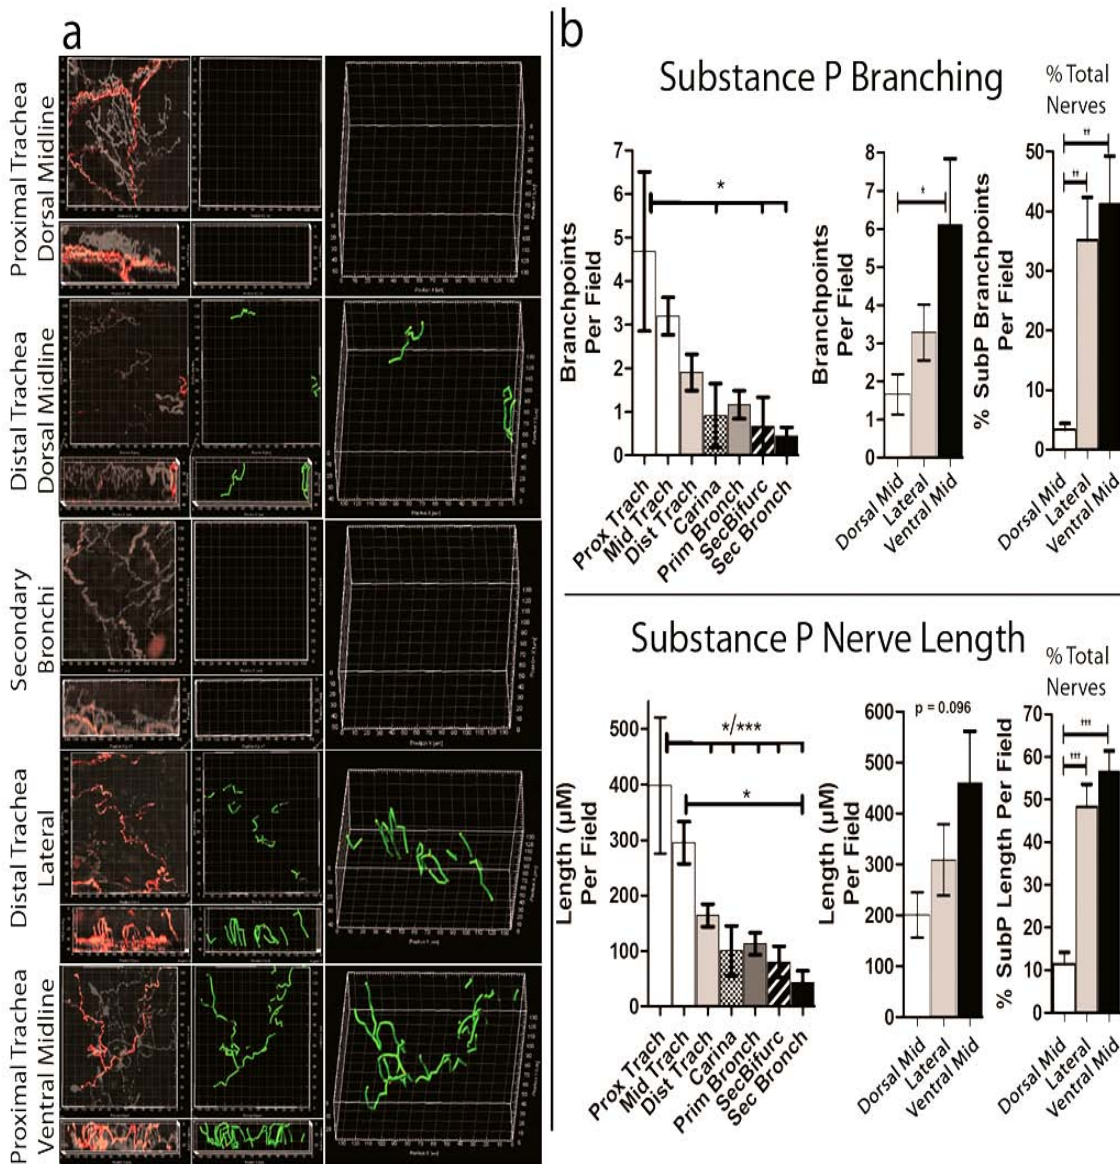 a
Proximal Trachea
Dorsal Midline
Distal Trachea
Dorsal Midline
Secondary
Bronchi
Distal Trachea
Lateral
Proximal Trachea
Ventral Midline
b
Substance P Branching
% Total
Nerves
Branchpoints
Per Field
7
6
5
4
3
2
1
0
*
Prox Trach
Mid Trach
Dist Trach
Carina
Prim Bronch
SecBifurc
Sec Bronch
Branchpoints
Per Field
8
7
6
5
4
3
2
1
0
†
Dorsal Mid
Lateral
Ventral Mid
% SubP Branchpoints
Per Field
50
40
30
20
10
0
††
††
Dorsal Mid
Lateral
Ventral Mid
Substance P Nerve Length
% Total
Nerves
Length (µM)
Per Field
500
400
300
200
100
0
*/***
*
Prox Trach
Mid Trach
Dist Trach
Carina
Prim Bronch
SecBifurc
Sec Bronch
Length (µM)
Per Field
600
500
400
300
200
100
0
p = 0.096
Dorsal Mid
Lateral
Ventral Mid
% SubP Length Per Field
70
60
50
40
30
20
10
0
†††
†††
Dorsal Mid
Lateral
Ventral Mid